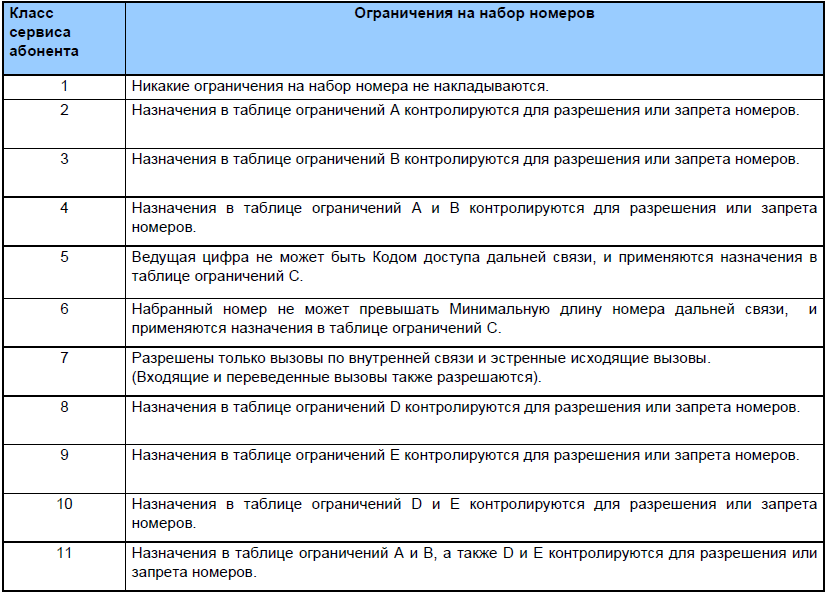 Класс
сервиса
абонента
Ограничения на набор номеров
1
Никакие ограничения на набор номера не накладываются.
2
Назначения в таблице ограничений А контролируются для разрешения или запрета номеров.
3
Назначения в таблице ограничений В контролируются для разрешения или запрета номеров.
4
Назначения в таблице ограничений А и В контролируются для разрешения или запрета
номеров.
5
Ведущая цифра не может быть Кодом доступа дальней связи, и применяются назначения в
таблице ограничений С.
6
Набранный номер не может превышать Минимальную длину номера дальней связи, и
применяются назначения в таблице ограничений С.
7
Разрешены только вызовы по внутренней связи и эстренные исходящие вызовы.
(Входящие и переведенные вызовы также разрешаются).
8
Назначения в таблице ограничений D контролируются для разрешения или запрета номеров.
9
Назначения в таблице ограничений Е контролируются для разрешения или запрета номеров.
10
Назначения в таблице ограничений D и Е контролируются для разрешения или запрета
номеров.
11
Назначения в таблице ограничений А и В, а также D и Е контролируются для разрешения или
запрета номеров.